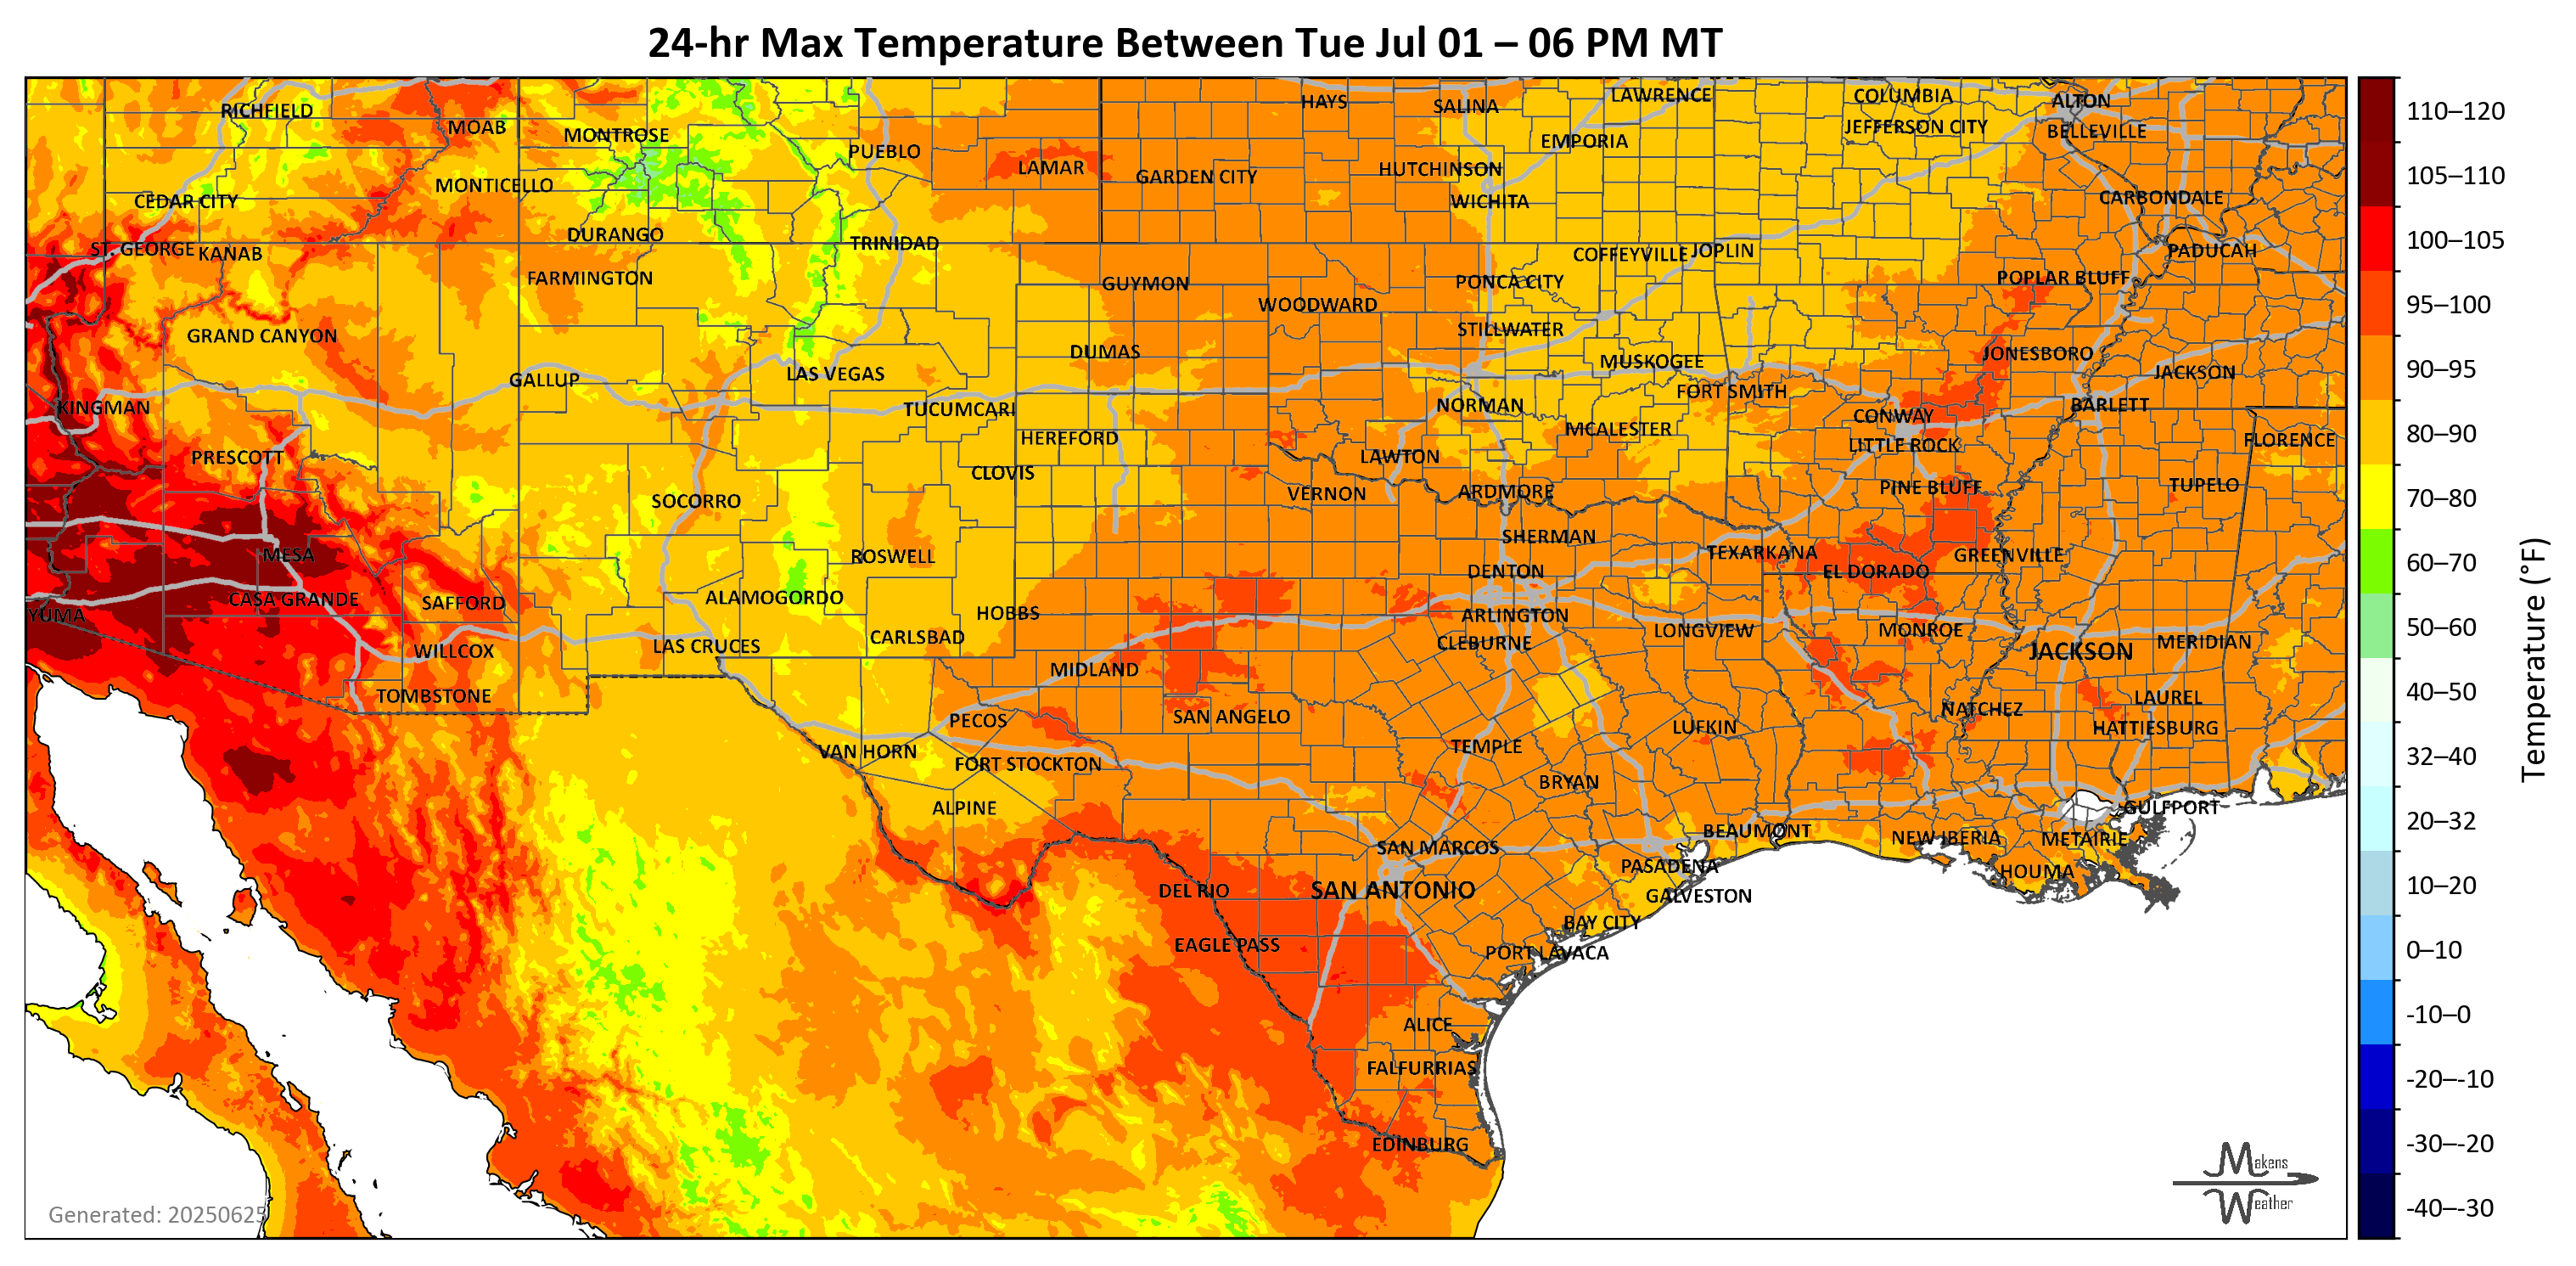 24-hr Max Temperature Between Tue Jul 01 – 06 PM MT
RICHFIELD
MOAB
MONTROSE
PUEBLO
LAMAR
HAYS
SALINA
LAWRENCE
COLUMBIA
ALTON
EMPORIA
JEFFERSON CITY
BELLEVILLE
MONTICELLO
GARDEN CITY
HUTCHINSON
CEDAR CITY
WICHITA
CARBONDALE
ST. GEORGE
KANAB
DURANGO
TRINIDAD
COFFEYVILLE
JOPLIN
PADUCAH
FARMINGTON
GUYMON
WOODWARD
PONCA CITY
POPLAR BLUFF
GRAND CANYON
STILLWATER
DUMAS
MUSKOGEE
JONESBORO
GALLUP
LAS VEGAS
FORT SMITH
JACKSON
KINGMAN
TUCUMCARI
NORMAN
CONWAY
BARLETT
HEREFORD
MCALESTER
LITTLE ROCK
FLORENCE
PRESCOTT
CLOVIS
LAWTON
SOCORRO
VERNON
ARDMORE
PINE BLUFF
TUPELO
MESA
ROSWELL
SHERMAN
TEXARKANA
GREENVILLE
DENTON
EL DORADO
YUMA
CASA GRANDE
SAFFORD
ALAMOGORDO
HOBBS
ARLINGTON
WILLCOX
LAS CRUCES
CARLSBAD
CLEBURNE
LONGVIEW
MONROE
JACKSON
MERIDIAN
TOMBSTONE
MIDLAND
PECOS
SAN ANGELO
LUFKIN
NATCHEZ
LAUREL
HATTIESBURG
VAN HORN
FORT STOCKTON
TEMPLE
BRYAN
ALPINE
GULFPORT
SAN MARCOS
BEAUMONT
NEW IBERIA
METAIRIE
DEL RIO
SAN ANTONIO
PASADENA
HOUMA
GALVESTON
EAGLE PASS
BAY CITY
PORT LAVACA
ALICE
FALFURRIAS
EDINBURG
Generated: 20250625
Makens
Weather
110–120
105–110
100–105
95–100
90–95
80–90
70–80
60–70
50–60
40–50
32–40
20–32
10–20
0–10
-10–0
-20–-10
-30–-20
-40–-30
Temperature (°F)